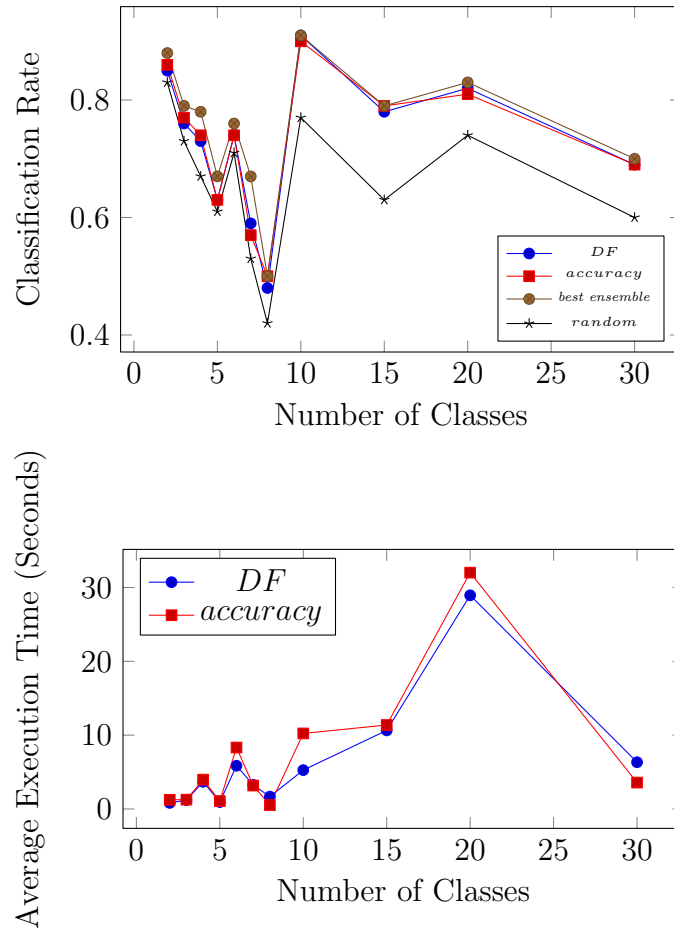 Classification Rate
0.8
0.6
0.4
DF
accuracy
best ensemble
random
0 5 10 15 20 25 30
Number of Classes
Average Execution Time (Seconds)
30
20
10
0
DF
accuracy
0 5 10 15 20 25 30
Number of Classes